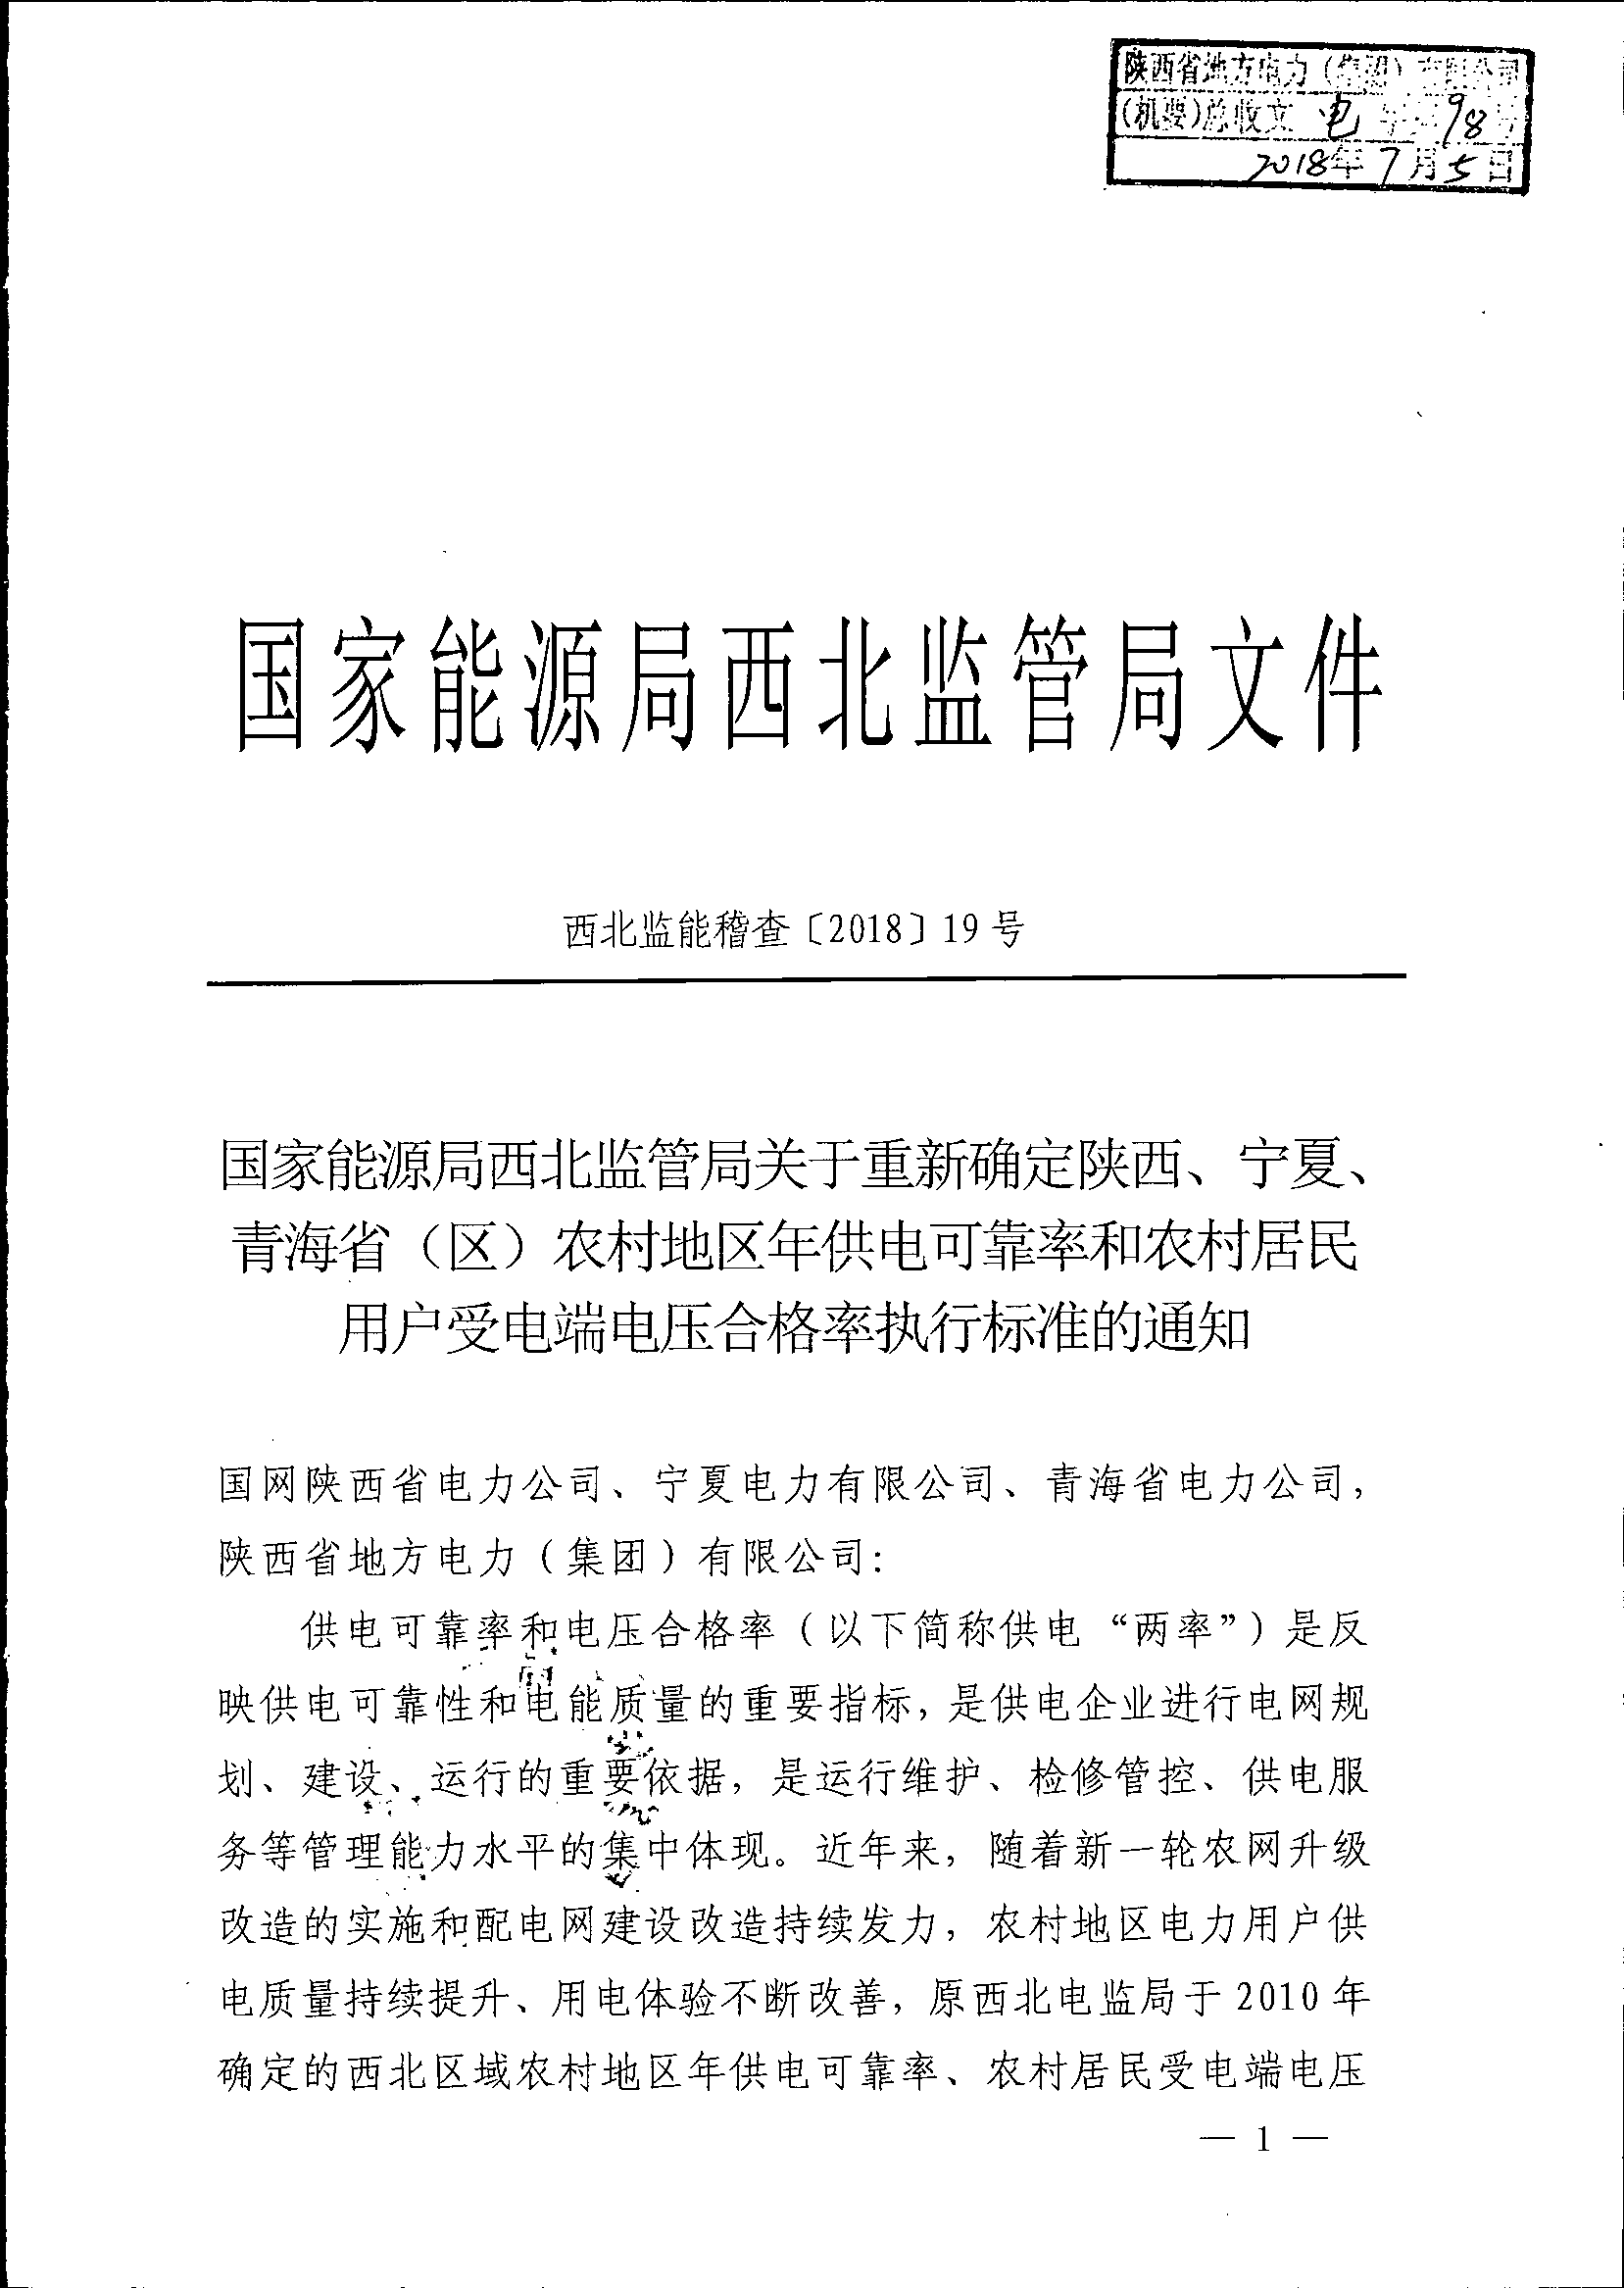 陕西省地方电力（集团）有限公司
(机要)总收文 电 字第98号
2018年7月5日
国家能源局西北监管局文件
西北监能稽查〔2018〕19号
国家能源局西北监管局关于重新确定陕西、宁夏、
青海省（区）农村地区年供电可靠率和农村居民
用户受电端电压合格率执行标准的通知
国网陕西省电力公司、宁夏电力有限公司、青海省电力公司，
陕西省地方电力（集团）有限公司：
供电可靠率和电压合格率（以下简称供电“两率”）是反
映供电可靠性和电能质量的重要指标，是供电企业进行电网规
划、建设、运行的重要依据，是运行维护、检修管控、供电服
务等管理能力水平的集中体现。近年来，随着新一轮农网升级
改造的实施和配电网建设改造持续发力，农村地区电力用户供
电质量持续提升、用电体验不断改善，原西北电监局于2010年
确定的西北区域农村地区年供电可靠率、农村居民受电端电压
— 1 —